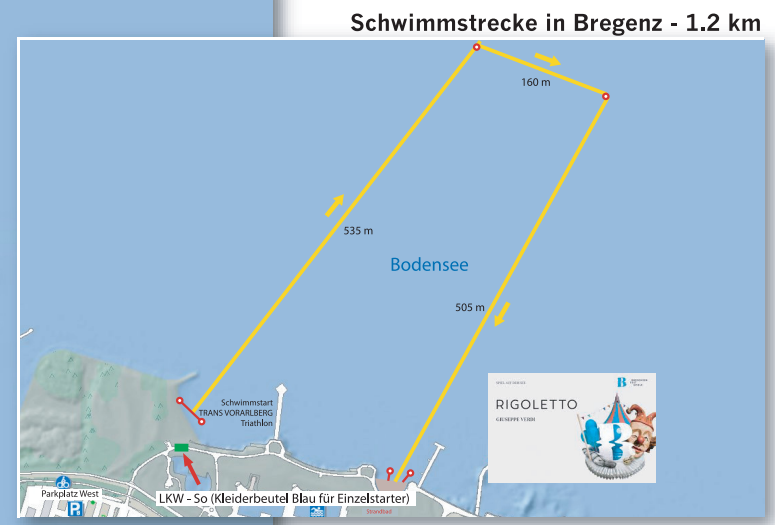 Schwimmstrecke in Bregenz - 1.2 km
160 m
535 m
Bodensee
505 m
RIGOLETTO
GIUSEPPE VERDI
Schwimmstart
TRANS VORARLBERG
Triathlon
Parkplatz West
P
LKW - So (Kleiderbeutel Blau für Einzelstarter)
Strandbad